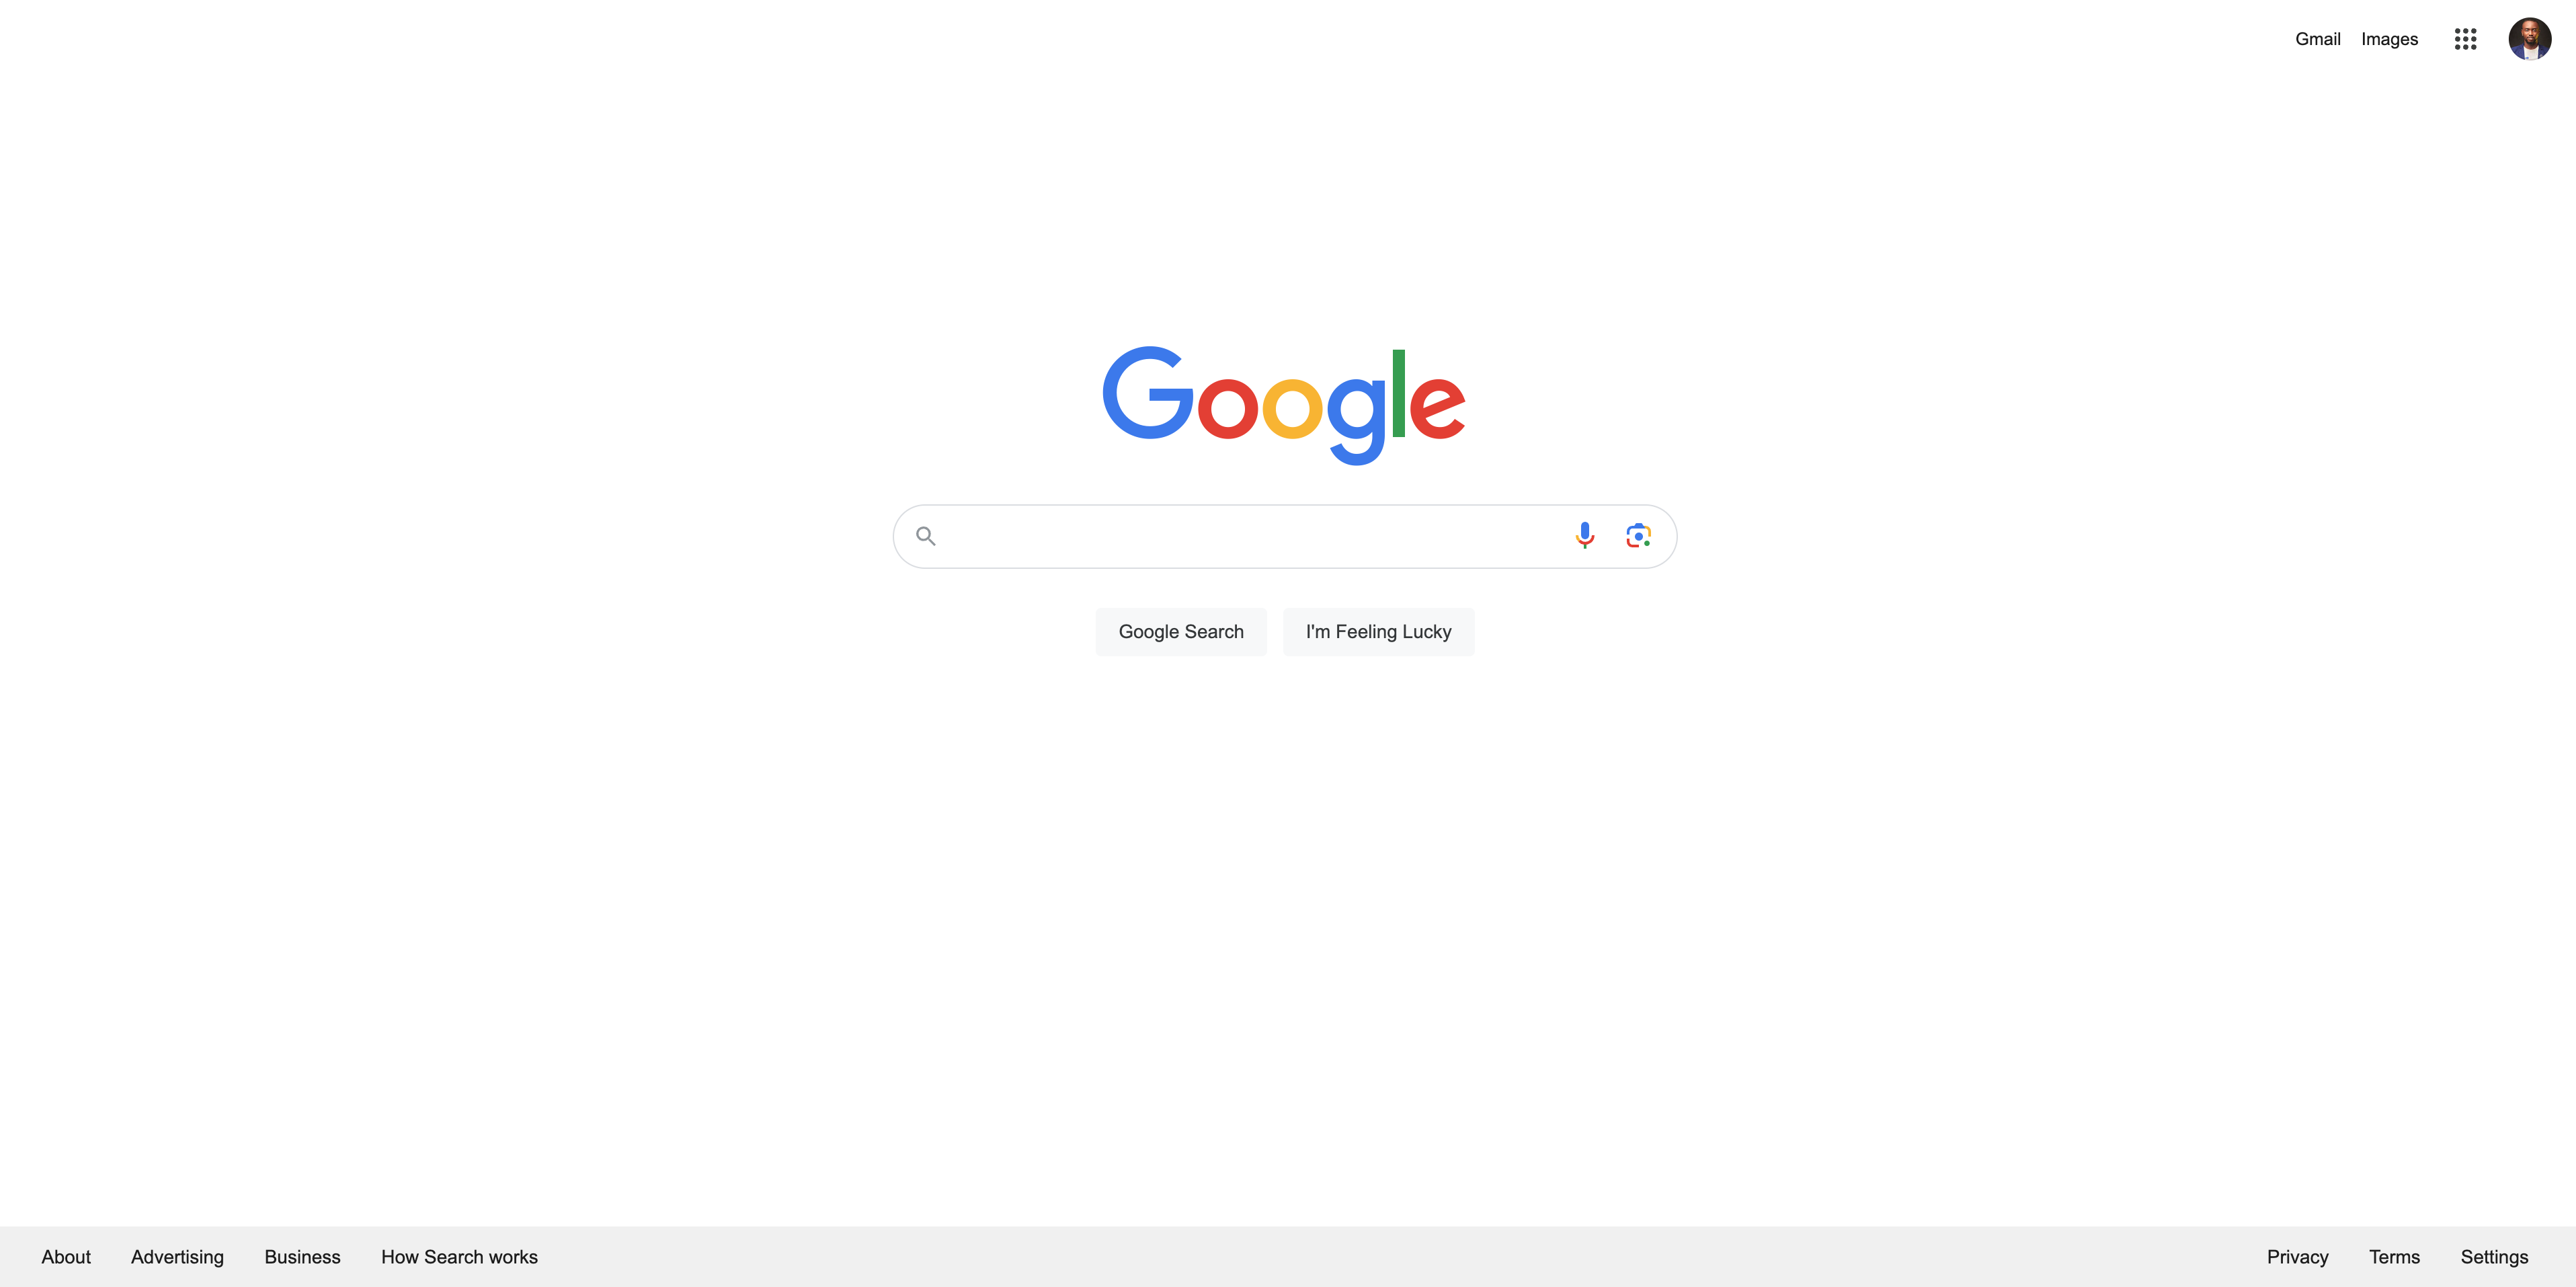 Gmail Images
Google
Google Search I'm Feeling Lucky
About Advertising Business How Search works Privacy Terms Settings